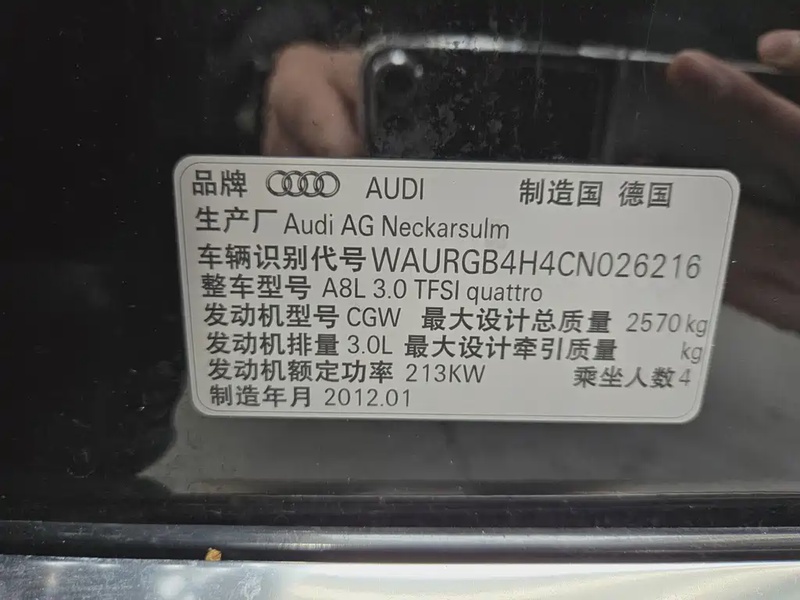 品牌 AUDI 制造国 德国
生产厂 Audi AG Neckarsulm
车辆识别代号 WAURGB4H4CN026216
整车型号 A8L 3.0 TFSI quattro
发动机型号 CGW 最大设计总质量 2570 kg
发动机排量 3.0L 最大设计牵引质量 kg
发动机额定功率 213KW 乘坐人数 4
制造年月 2012.01